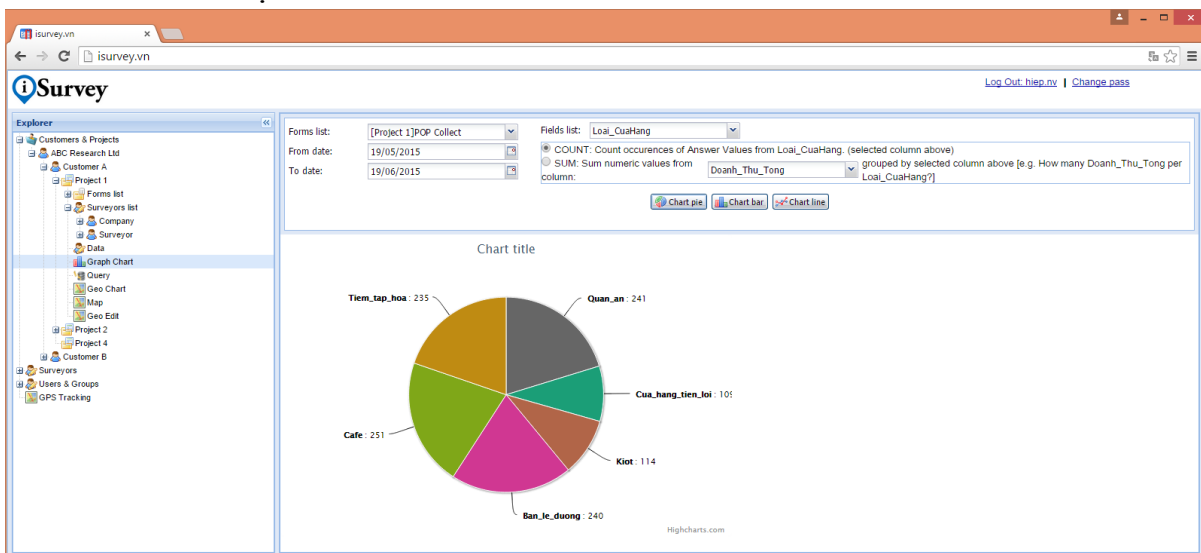 isurvey.vn
isurvey.vn
iSurvey
Log Out: hiep.nv | Change pass
Explorer
Customers & Projects
ABC Research Ltd
Customer A
Project 1
Forms list
Surveyors list
Company
Surveyor
Data
Graph Chart
Query
Geo Chart
Map
Geo Edit
Project 2
Project 4
Customer B
Surveyors
Users & Groups
GPS Tracking
Forms list: [Project 1]POP Collect Fields list: Loai_CuaHang
From date: 19/05/2015
To date: 19/06/2015
COUNT: Count occurences of Answer Values from Loai_CuaHang. (selected column above)
SUM: Sum numeric values from column: Doanh_Thu_Tong grouped by selected column above [e.g. How many Doanh_Thu_Tong per
Loai_CuaHang?]
Chart pie Chart bar Chart line
Chart title
Tiem_tap_hoa : 235
Quan_an : 241
Cua_hang_tien_loi : 109
Kiot : 114
Ban_le_duong : 240
Cafe : 251
Highcharts.com